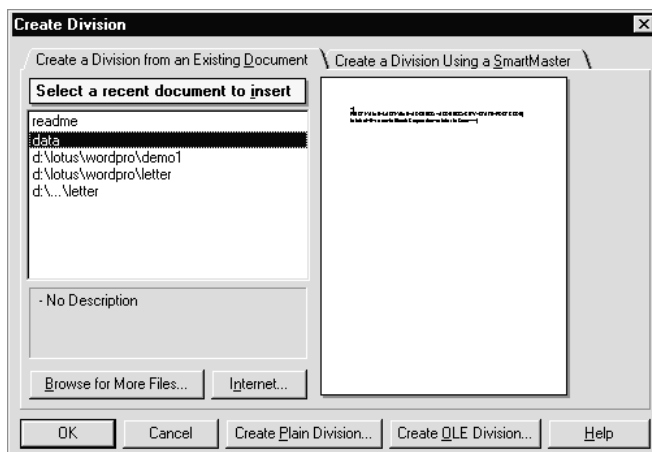 Create Division
Create a Division from an Existing Document
Create a Division Using a SmartMaster
Select a recent document to insert
readme
data
d:\lotus\wordpro\demo1
d:\lotus\wordpro\letter
d:\...\letter
- No Description
Browse for More Files...
Internet...
OK
Cancel
Create Plain Division...
Create OLE Division...
Help